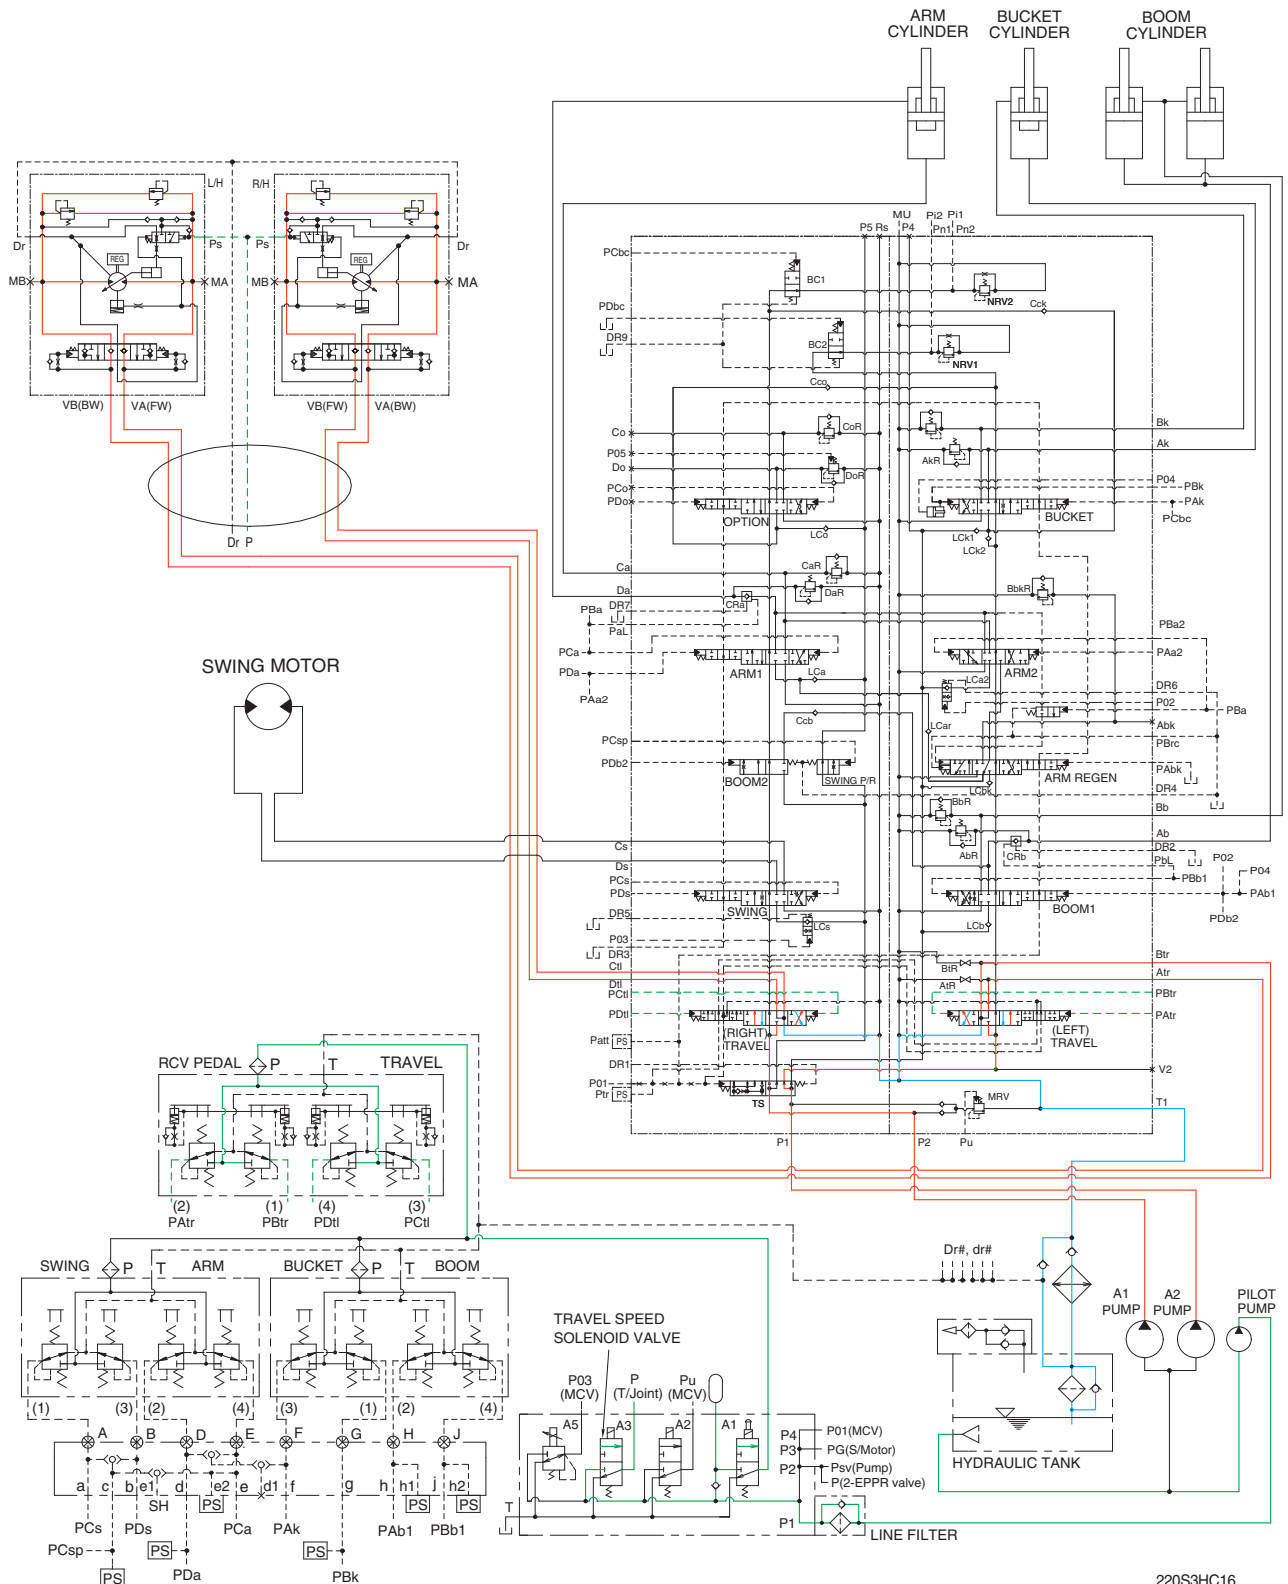 ARM
CYLINDER
BUCKET
CYLINDER
BOOM
CYLINDER
L/H
R/H
Dr
Ps
Ps
Dr
REG
REG
MB
MA
MB
MA
VB(BW)
VA(FW)
VB(FW)
VA(BW)
Dr P
P5 Rs
MU
P4
Pi2
Pn1
Pi1
Pn2
PCbc
BC1
NRV2
Cck
PDbc
DR9
BC2
NRV1
Cco
Co
CoR
Bk
P05
Ak
Do
DoR
AkR
PCo
P04
PBk
PDo
PAk
OPTION
BUCKET
PCbc
LCo
LCk1
LCk2
Ca
CaR
Da
DaR
BbkR
DR7
CRa
PBa
PaL
PBa2
PCa
PAa2
PDa
ARM1
ARM2
LCa
LCa2
DR6
PAa2
P02
PBa
Ccb
LCar
Abk
PCsp
PBrc
PDb2
PAbk
BOOM2
SWING P/R
ARM REGEN
LCbk
DR4
BbR
Bb
SWING MOTOR
Cs
AbR
CRb
Ab
DR2
Ds
PbL
P02
PCs
PBb1
P04
PDs
PAb1
SWING
BOOM1
PDb2
DR5
LCs
LCb
P03
DR3
Btr
Ctl
BtR
Atr
Dtl
AtR
PCtl
PBtr
PDtl
PAtr
(RIGHT)
TRAVEL
(LEFT)
TRAVEL
Patt
PS
DR1
V2
P01
Ptr
PS
TS
MRV
T1
P1
P2
Pu
RCV PEDAL
P
T
TRAVEL
(2)
(1)
(4)
(3)
PAtr
PBtr
PDtl
PCtl
SWING
P
T
ARM
BUCKET
P
T
BOOM
(1)
(3)
(2)
(4)
(3)
(1)
(2)
(4)
A
B
D
E
F
G
H
J
a
c
b
e1
d
e2
e
d1
f
g
h
h1
j
h2
SH
PS
PS
PS
PCs
PDs
PCa
PAk
PAb1
PBb1
PCsp
PS
PS
PS
PDa
PBk
TRAVEL SPEED
SOLENOID VALVE
P03
(MCV)
P
(T/Joint)
Pu
(MCV)
A5
A3
A2
A1
P4
P01(MCV)
P3
PG(S/Motor)
P2
Psv(Pump)
P(2-EPPR valve)
T
P1
LINE FILTER
Dr#, dr#
A1
PUMP
A2
PUMP
PILOT
PUMP
HYDRAULIC TANK
220S3HC16